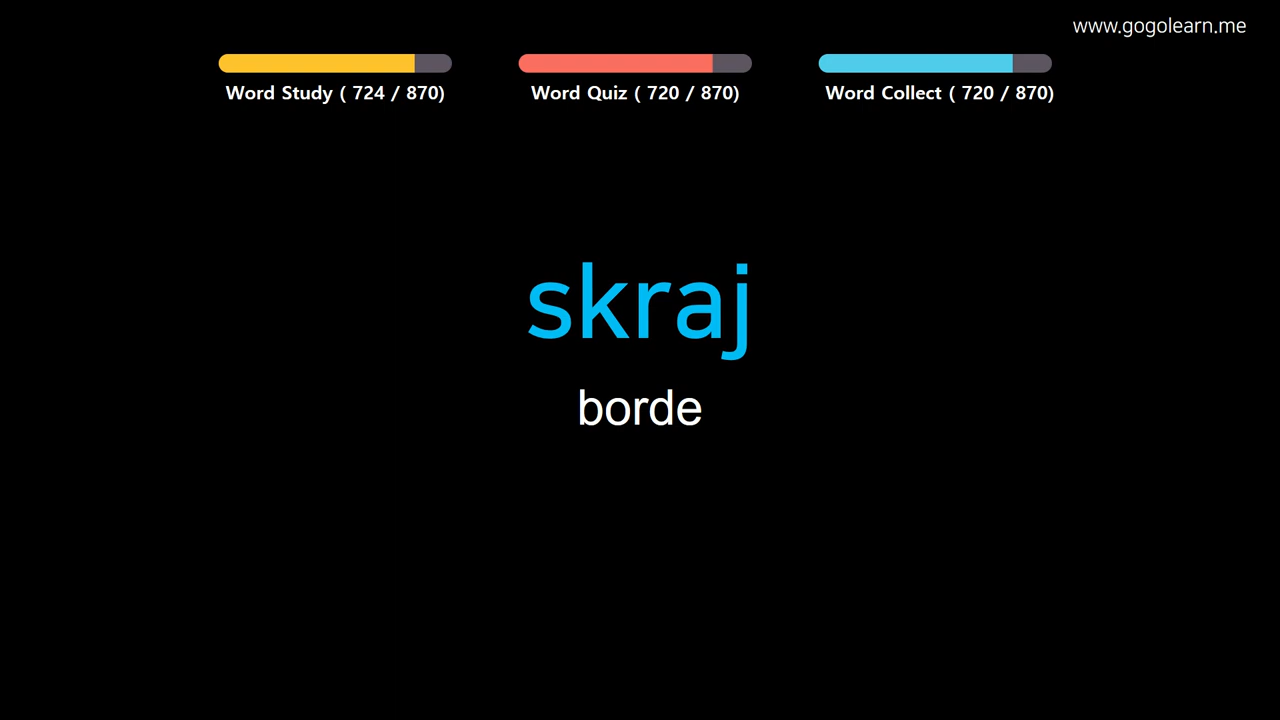 www.gogolearn.me
Word Study ( 724 / 870)
Word Quiz ( 720 / 870)
Word Collect ( 720 / 870)
skraj
borde